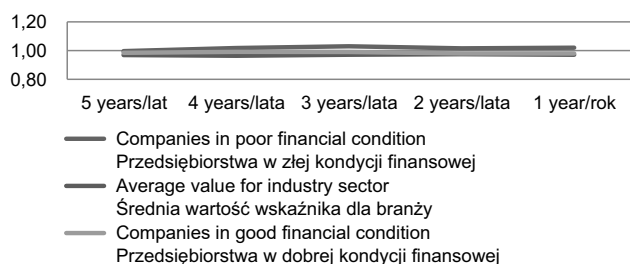 1,20
1,00
0,80
5 years/lat 4 years/lata 3 years/lata 2 years/lata 1 year/rok
Companies in poor financial condition
Przedsiębiorstwa w złej kondycji finansowej
Average value for industry sector
Średnia wartość wskaźnika dla branży
Companies in good financial condition
Przedsiębiorstwa w dobrej kondycji finansowej